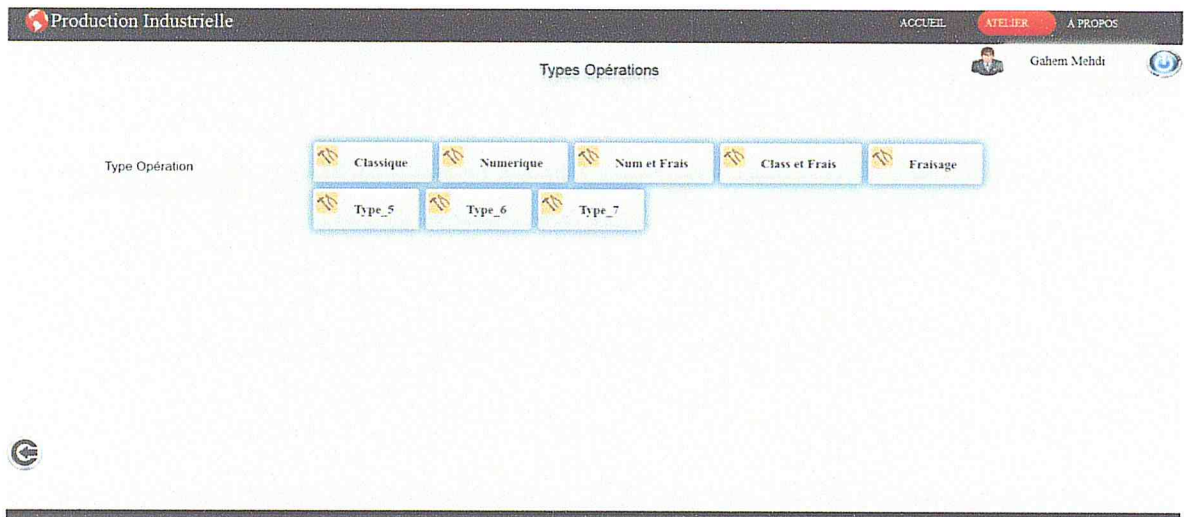 Production Industrielle
ACCUEIL ATELIER A PROPOS
Types Opérations
Gahem Mehdi
Type Opération
Classique Numerique Num et Frais Class et Frais Fraisage
Type_5 Type_6 Type_7